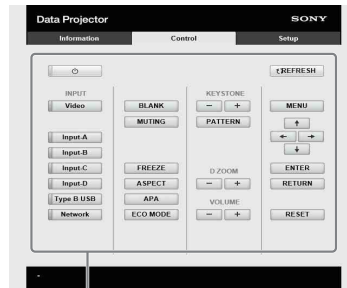 Data Projector SONY
Information Control Setup
REFRESH
INPUT KEYSTONE
Video BLANK - + MENU
MUTING PATTERN
Input-A
Input-B
Input-C FREEZE D ZOOM ENTER
Input-D ASPECT - + RETURN
Type B USB APA VOLUME
Network ECO MODE - + RESET